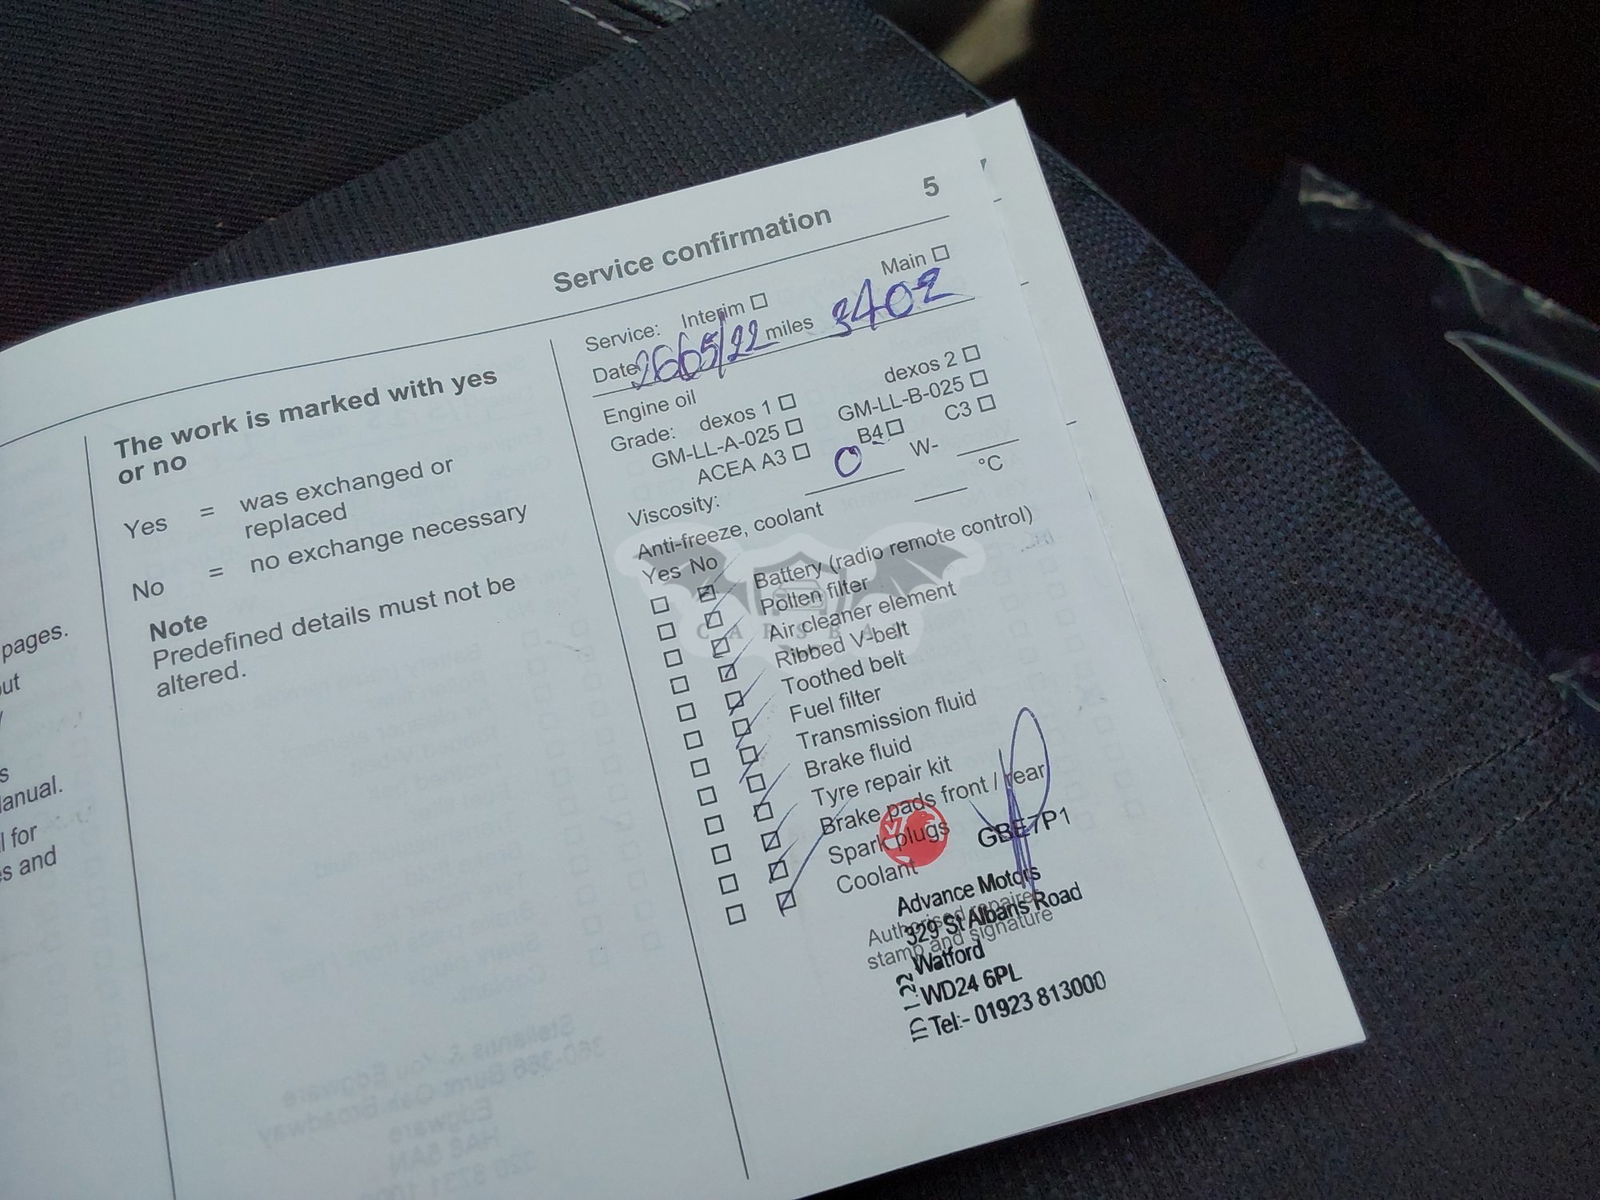 5
Service confirmation
pages.
anual.
for
s and
The work is marked with yes
or no
Yes = was exchanged or
replaced
No = no exchange necessary
Note
Predefined details must not be
altered.
Service: Interim □ Main □
Date 26 05/22 miles 3402
Engine oil
Grade: dexos 1 □ dexos 2 □
GM-LL-A-025 □ GM-LL-B-025 □
ACEA A3 □ B4 □ C3 □
Viscosity: 0 W-
Anti-freeze, coolant °C
Yes No
Battery (radio remote control)
Pollen filter
Air cleaner element
Ribbed V-belt
Toothed belt
Fuel filter
Transmission fluid
Brake fluid
Tyre repair kit
Brake pads front / rear
Spark plugs
Coolant
GBE7P1
Advance Motors
Authorised repairer
329 St Albans Road
stamp and signature
Watford
WD24 6PL
Tel:- 01923 813000
CARSBAT